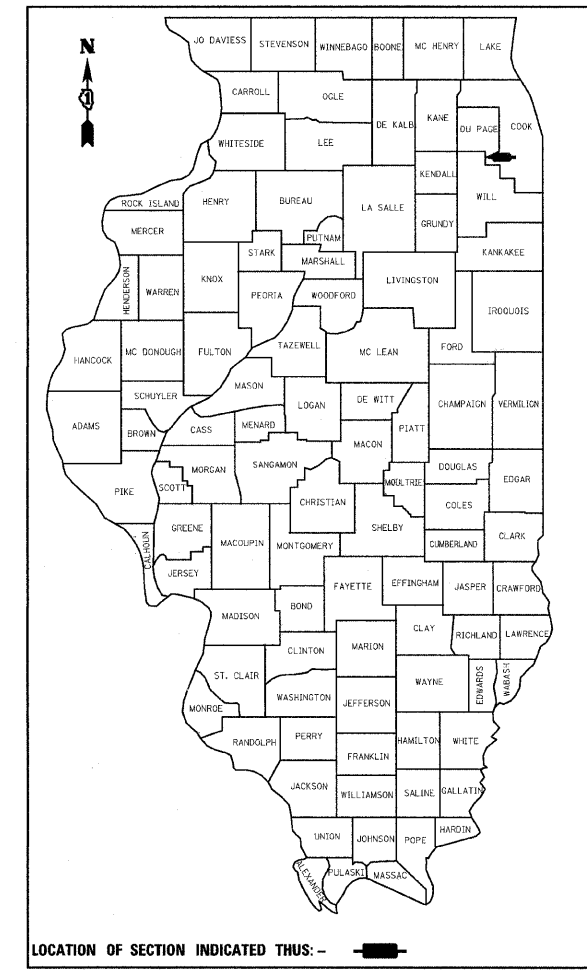 JO DAVIESS STEVENSON WINNEBAGO BOONE MC HENRY LAKE
N
CARROLL OGLE
1
DE KALB KANE DU PAGE COOK
WHITESIDE LEE
KENDALL
WILL
ROCK ISLAND HENRY BUREAU LA SALLE
GRUNDY
MERCER PUTNAM
STARK MARSHALL KANKAKEE
HENDERSON WARREN KNOX PEORIA WOODFORD LIVINGSTON
IROQUOIS
TAZEWELL MC LEAN FORD
HANCOCK MC DONOUGH FULTON
MASON
SCHUYLER LOGAN DE WITT CHAMPAIGN VERMILION
ADAMS BROWN CASS MENARD MACON PIATT
MORGAN SANGAMON DOUGLAS
PIKE SCOTT MOULTRIE EDGAR
CHRISTIAN COLES
GREENE MACOUPIN SHELBY
CALHOUN MONTGOMERY CUMBERLAND CLARK
JERSEY FAYETTE EFFINGHAM JASPER CRAWFORD
MADISON BOND
CLAY RICHLAND LAWRENCE
CLINTON MARION
ST. CLAIR WAYNE EDWARDS WABASH
WASHINGTON JEFFERSON
MONROE
RANDOLPH PERRY HAMILTON WHITE
FRANKLIN
JACKSON WILLIAMSON SALINE GALLATIN
UNION JOHNSON POPE HARDIN
ALEXANDER PULASKI MASSAC
LOCATION OF SECTION INDICATED THUS: –